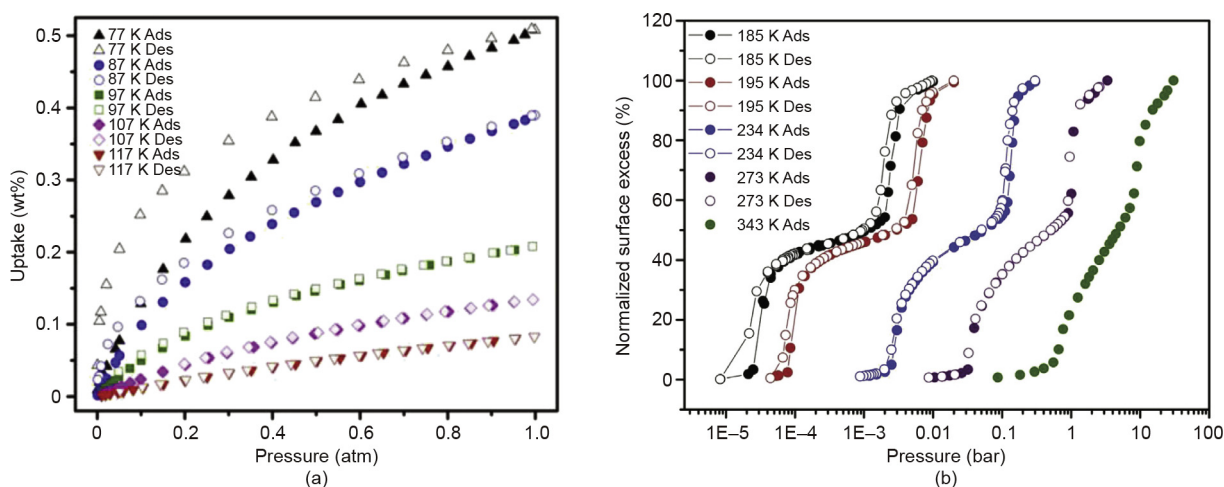 77 K Ads
77 K Des
87 K Ads
87 K Des
97 K Ads
97 K Des
107 K Ads
107 K Des
117 K Ads
117 K Des
0.5
0.4
0.3
0.2
0.1
0
Uptake (wt%)
0
0.2
0.4
0.6
0.8
1.0
Pressure (atm)
(a)
185 K Ads
185 K Des
195 K Ads
195 K Des
234 K Ads
234 K Des
273 K Ads
273 K Des
343 K Ads
120
100
80
60
40
20
0
Normalized surface excess (%)
1E–5
1E–4
1E–3
0.01
0.1
1
10
100
Pressure (bar)
(b)